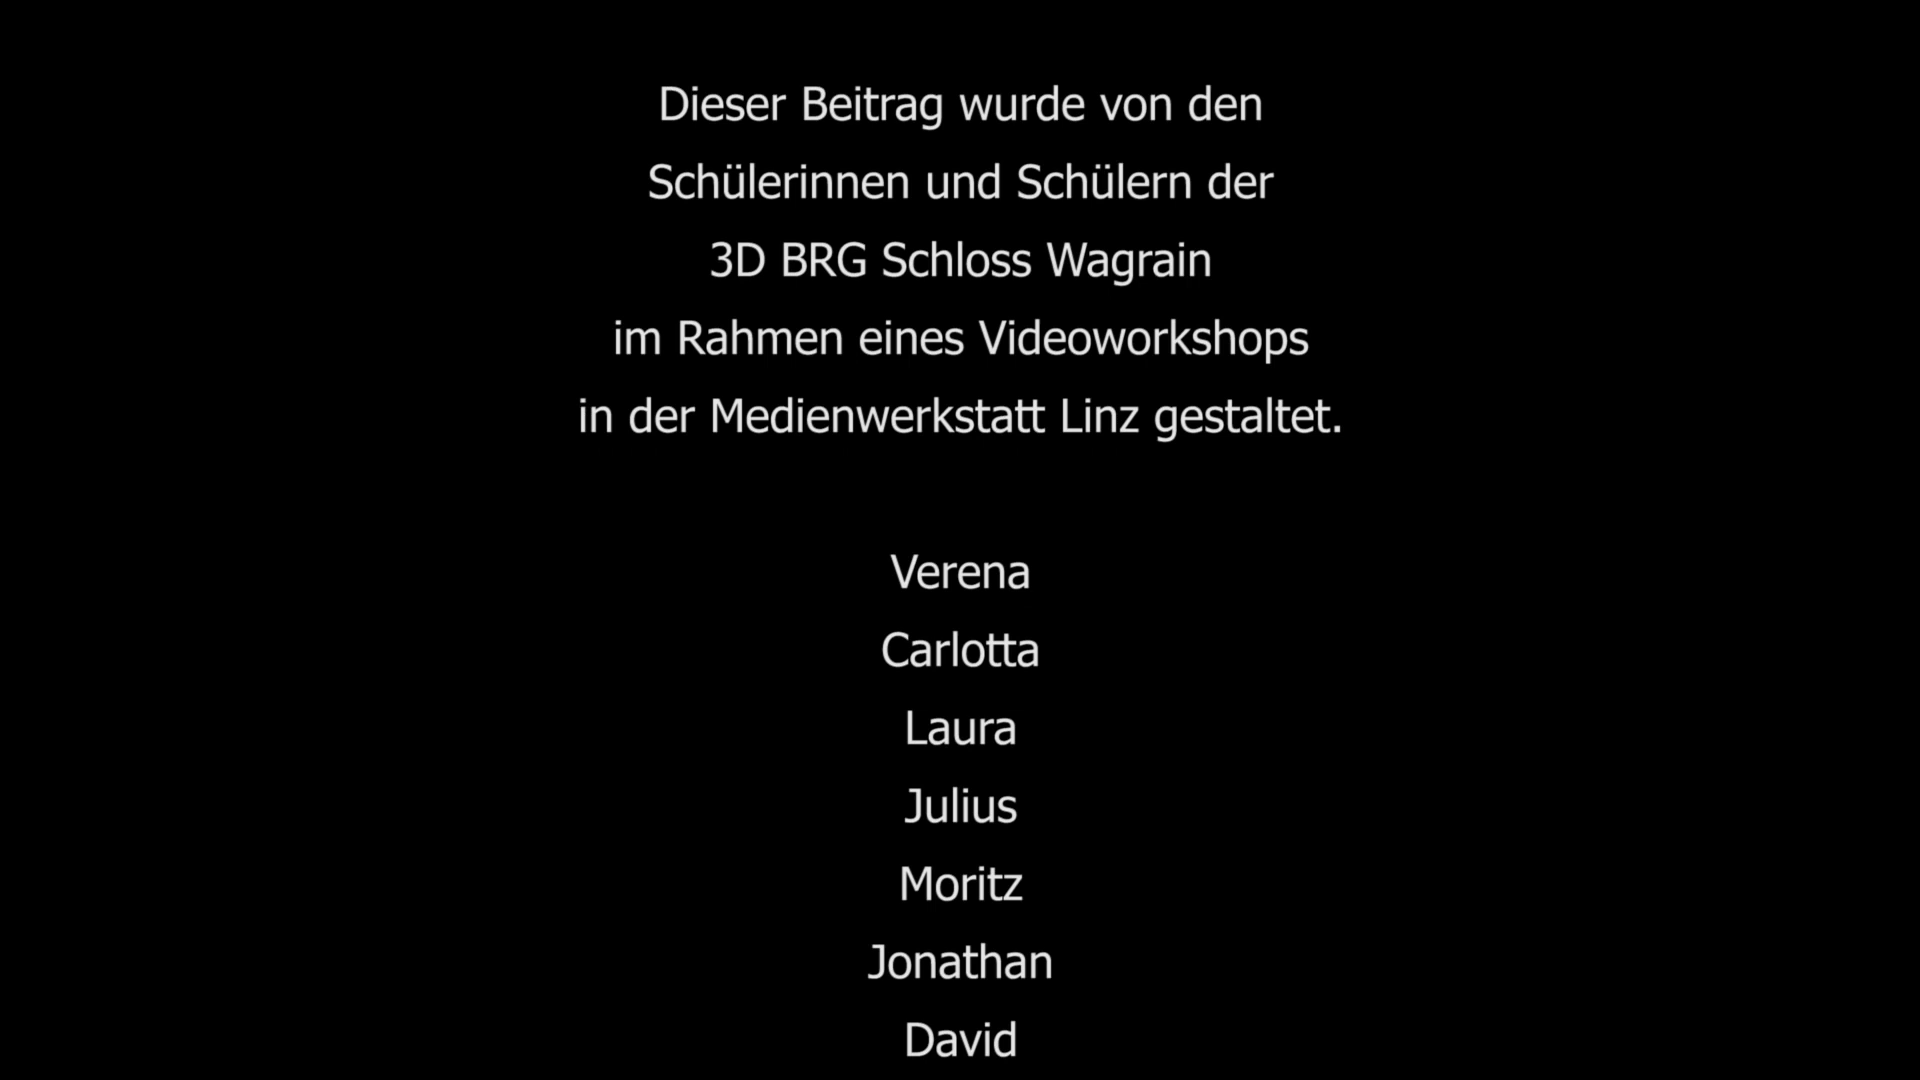 Dieser Beitrag wurde von den
Schülerinnen und Schülern der
3D BRG Schloss Wagrain
im Rahmen eines Videoworkshops
in der Medienwerkstatt Linz gestaltet.
Verena
Carlotta
Laura
Julius
Moritz
Jonathan
David